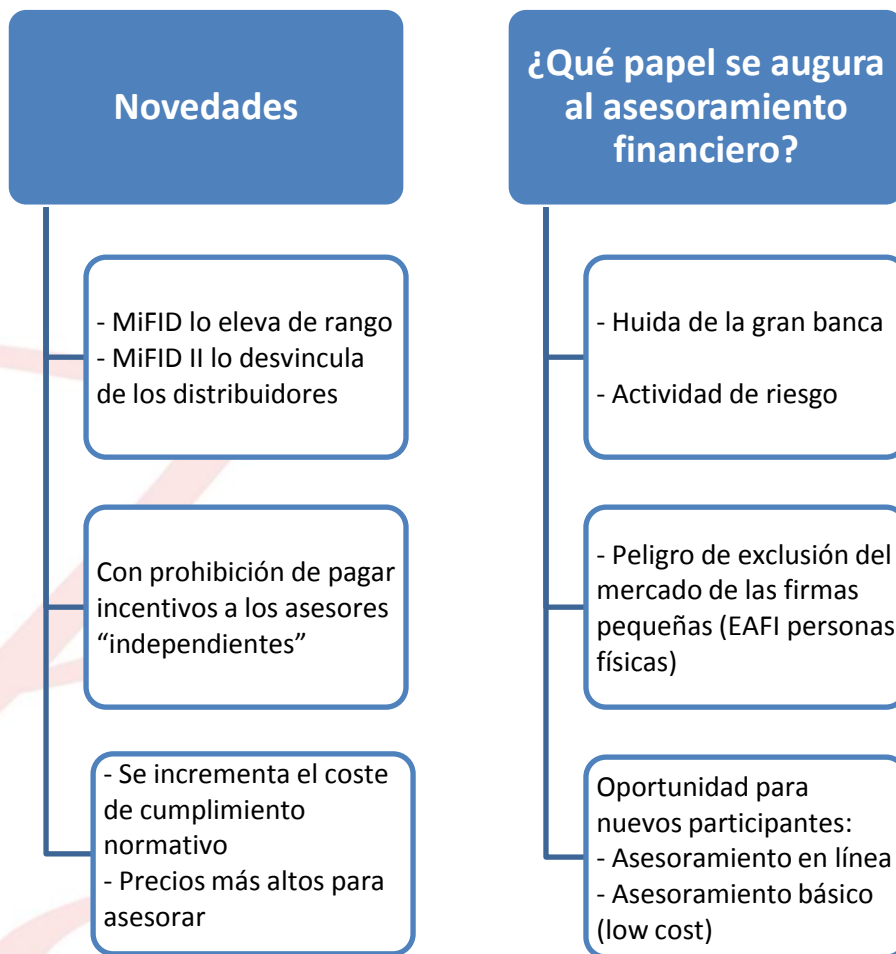 Novedades
- MiFID lo eleva de rango
- MiFID II lo desvincula
de los distribuidores
Con prohibición de pagar
incentivos a los asesores
“independientes”
- Se incrementa el coste
de cumplimiento
normativo
- Precios más altos para
asesorar
¿Qué papel se augura
al asesoramiento
financiero?
- Huida de la gran banca
- Actividad de riesgo
- Peligro de exclusión del
mercado de las firmas
pequeñas (EAFI personas
físicas)
Oportunidad para
nuevos participantes:
- Asesoramiento en línea
- Asesoramiento básico
(low cost)